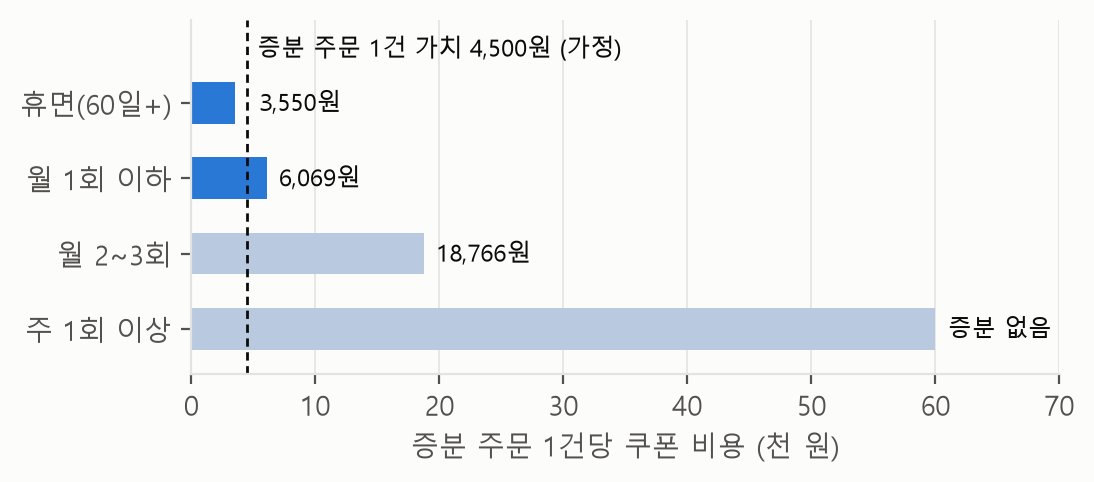 증분 주문 1건 가치 4,500원 (가정)
휴면(60일+) 3,550원
월 1회 이하 6,069원
월 2~3회 18,766원
주 1회 이상 증분 없음
0 10 20 30 40 50 60 70
증분 주문 1건당 쿠폰 비용 (천 원)